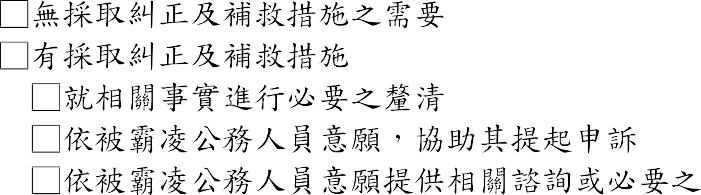 □無採取糾正及補救措施之需要
□有採取糾正及補救措施
□就相關事實進行必要之釐清
□依被霸凌公務人員意願，協助其提起申訴
□依被霸凌公務人員意願提供相關諮詢或必要之